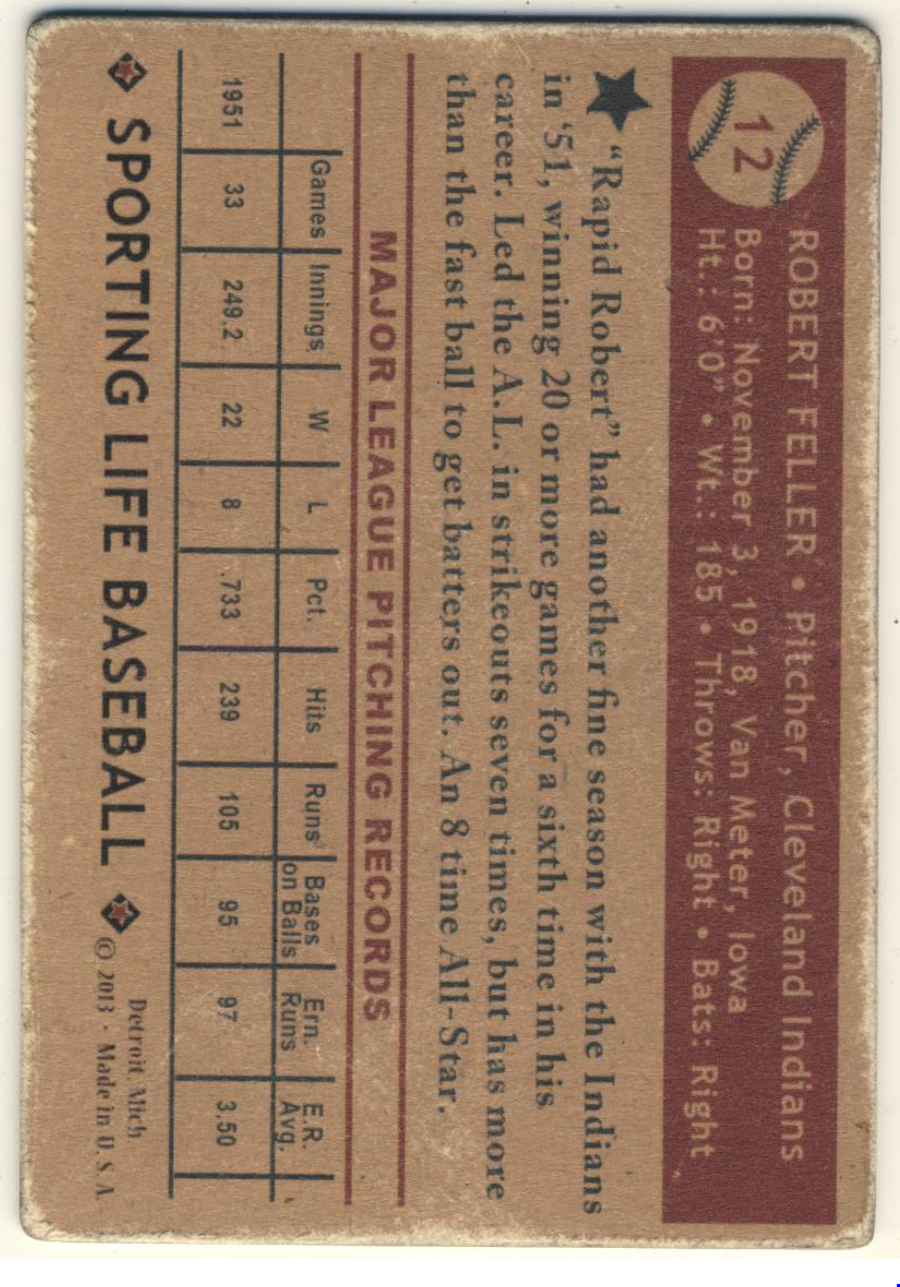 12
ROBERT FELLER • Pitcher, Cleveland Indians
Born: November 3, 1918, Van Meter, Iowa
Ht.: 6'0" • Wt.: 185 • Throws: Right • Bats: Right
"Rapid Robert" had another fine season with the Indians
in '51, winning 20 or more games for a sixth time in his
career. Led the A.L. in strikeouts seven times, but has more
than the fast ball to get batters out. An 8 time All-Star.
MAJOR LEAGUE PITCHING RECORDS
Games Innings W L Pct. Hits Runs Bases on Balls Ern. Runs E.R. Avg.
1951 33 249.2 22 8 .733 239 105 95 97 3.50
SPORTING LIFE BASEBALL
Detroit, Mich
© 2013 · Made in U.S.A